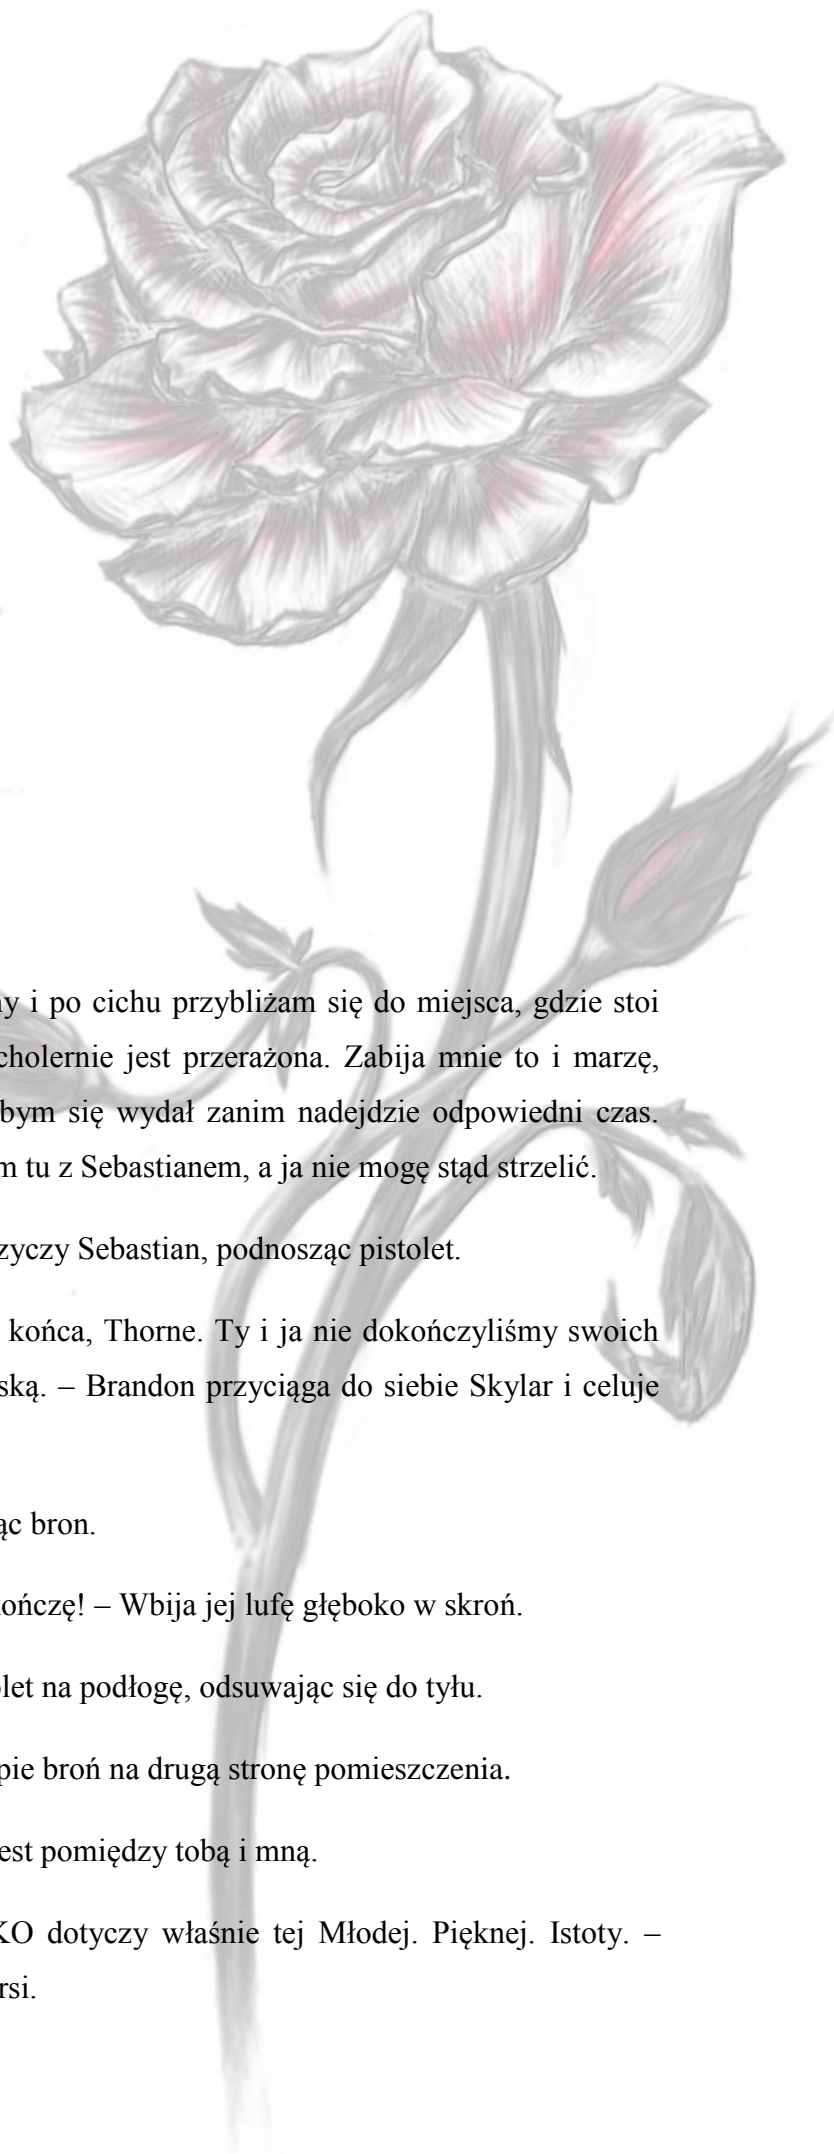 y i po cichu przybliżam się do miejsca, gdzie stoi
cholernie jest przerażona. Zabija mnie to i marzę,
bym się wydał zanim nadejdzie odpowiedni czas.
m tu z Sebastianem, a ja nie mogę stąd strzelić.
zyczy Sebastian, podnosząc pistolet.
końca, Thorne. Ty i ja nie dokończyliśmy swoich
ską. – Brandon przyciąga do siebie Skylar i celuje
ąc bron.
ończę! – Wbija jej lufę głęboko w skroń.
let na podłogę, odsuwając się do tyłu.
pie broń na drugą stronę pomieszczenia.
est pomiędzy tobą i mną.
KO dotyczy właśnie tej Młodej. Pięknej. Istoty. –
rsi.